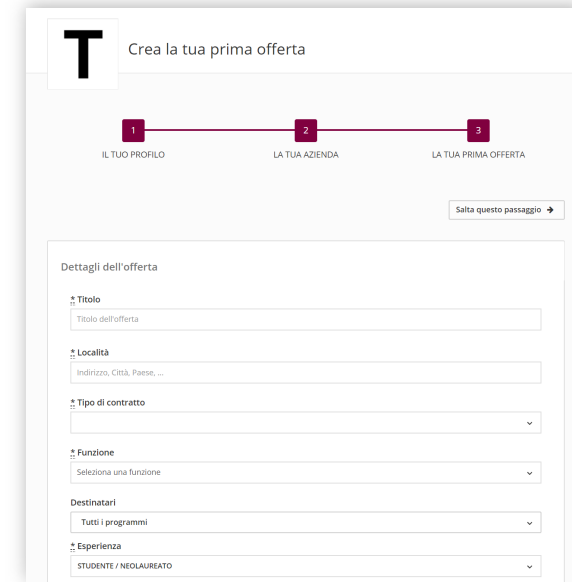 T
Crea la tua prima offerta
1
2
3
IL TUO PROFILO
LA TUA AZIENDA
LA TUA PRIMA OFFERTA
Salta questo passaggio →
Dettagli dell'offerta
* Titolo
Titolo dell'offerta
* Località
Indirizzo, Città, Paese, ...
* Tipo di contratto
* Funzione
Seleziona una funzione
Destinatari
Tutti i programmi
* Esperienza
STUDENTE / NEOLAUREATO